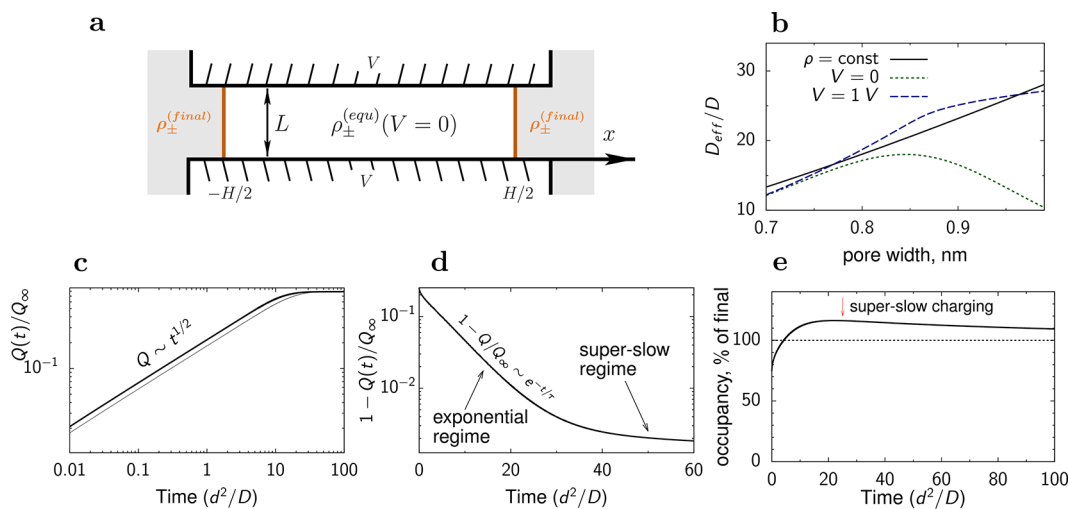 a
V
ρ±^(final)
L
ρ±^(equ)(V = 0)
ρ±^(final)
x
V
−H/2
H/2
b
D_eff/D
30
20
10
ρ = const
V = 0
V = 1 V
0.7
0.8
0.9
pore width, nm
c
Q(t)/Q∞
10^−1
Q ∼ t^1/2
0.01
0.1
1
10
100
Time (d²/D)
d
1 − Q(t)/Q∞
10^−1
10^−2
1 − Q/Q∞ ∼ e^−t/τ
exponential
regime
super-slow
regime
0
20
40
60
Time (d²/D)
e
occupancy, % of final
100
50
0
super-slow charging
0
20
40
60
80
100
Time (d²/D)